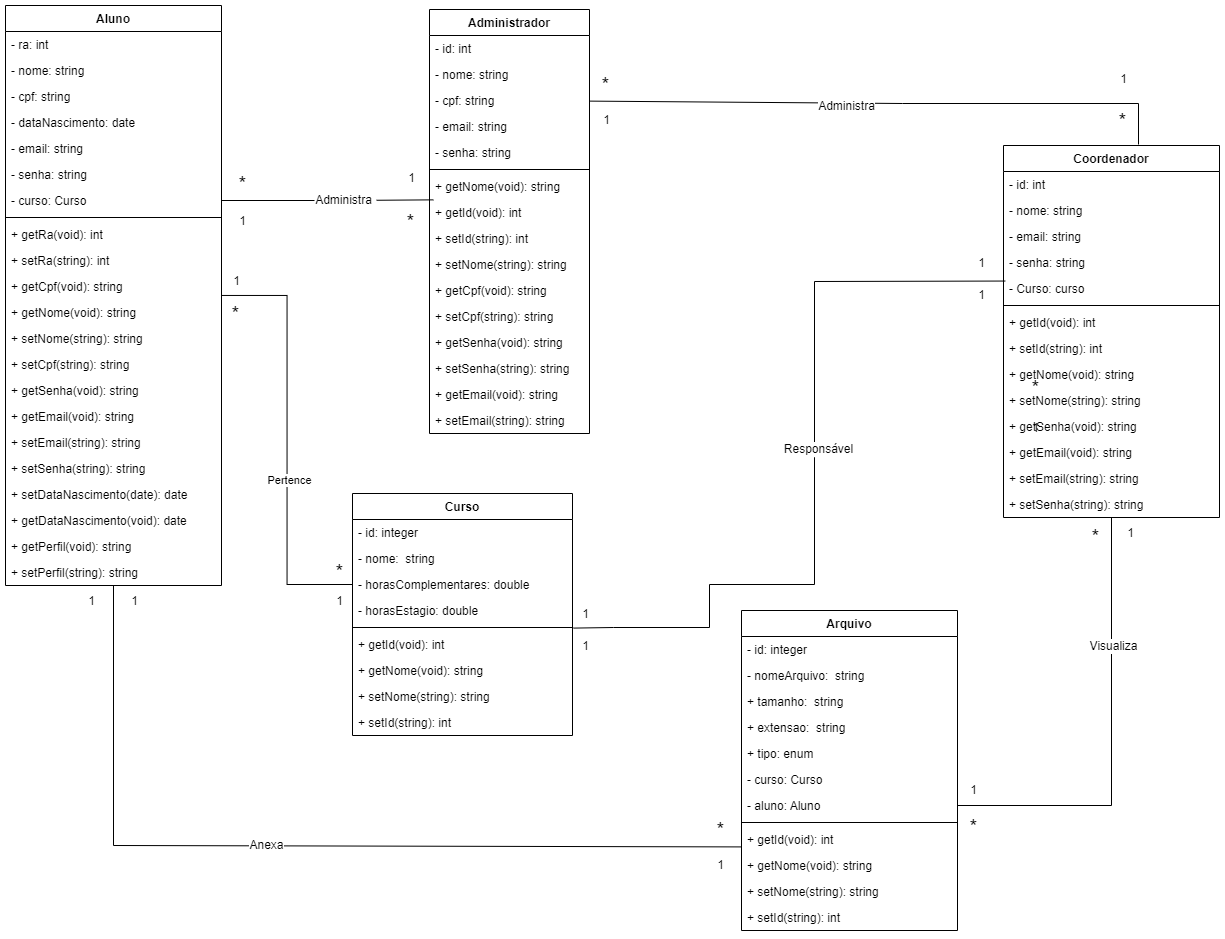 Aluno
- ra: int
- nome: string
- cpf: string
- dataNascimento: date
- email: string
- senha: string
- curso: Curso
+ getRa(void): int
+ setRa(string): int
+ getCpf(void): string
+ getNome(void): string
+ setNome(string): string
+ setCpf(string): string
+ getSenha(void): string
+ getEmail(void): string
+ setEmail(string): string
+ setSenha(string): string
+ setDataNascimento(date): date
+ getDataNascimento(void): date
+ getPerfil(void): string
+ setPerfil(string): string
Administrador
- id: int
- nome: string
- cpf: string
- email: string
- senha: string
+ getNome(void): string
+ getId(void): int
+ setId(string): int
+ setNome(string): string
+ getCpf(void): string
+ setCpf(string): string
+ getSenha(void): string
+ setSenha(string): string
+ getEmail(void): string
+ setEmail(string): string
Coordenador
- id: int
- nome: string
- email: string
- senha: string
- Curso: curso
+ getId(void): int
+ setId(string): int
+ getNome(void): string
*
+ setNome(string): string
+ getSenha(void): string
+ getEmail(void): string
+ setEmail(string): string
+ setSenha(string): string
Curso
- id: integer
- nome: string
- horasComplementares: double
- horasEstagio: double
+ getId(void): int
+ getNome(void): string
+ setNome(string): string
+ setId(string): int
Arquivo
- id: integer
- nomeArquivo: string
+ tamanho: string
+ extensao: string
+ tipo: enum
- curso: Curso
- aluno: Aluno
+ getId(void): int
+ getNome(void): string
+ setNome(string): string
+ setId(string): int
* 1
Administra
1 *
* 1
Administra
1 *
1
*
Pertence
*
1
1
1
Responsável
1
1
* 1
Visualiza
1
*
1 1
Anexa
*
1